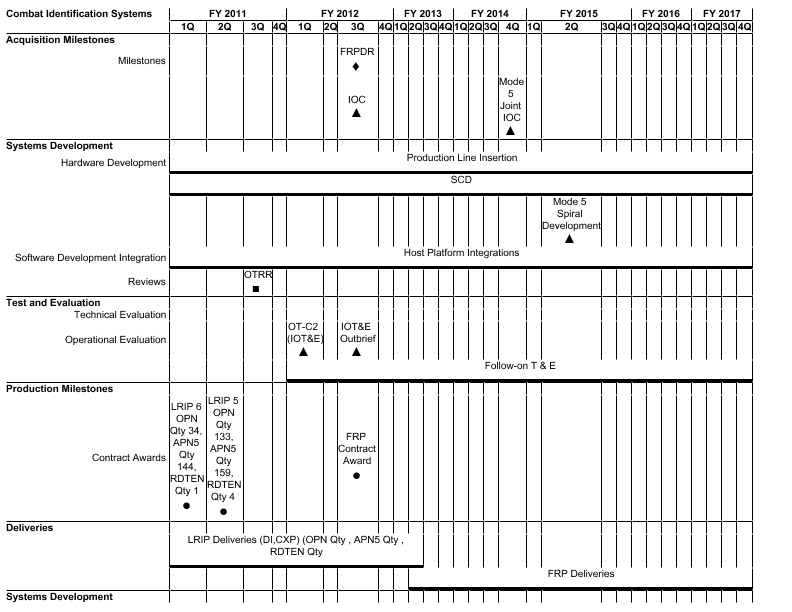 Combat Identification Systems FY 2011 FY 2012 FY 2013 FY 2014 FY 2015 FY 2016 FY 2017
1Q 2Q 3Q 4Q 1Q 2Q 3Q 4Q 1Q 2Q 3Q 4Q 1Q 2Q 3Q 4Q 1Q 2Q 3Q 4Q 1Q 2Q 3Q 4Q 1Q 2Q 3Q 4Q
Acquisition Milestones
Milestones
FRPDR
IOC
Mode
5
Joint
IOC
Systems Development
Hardware Development
Production Line Insertion
SCD
Mode 5
Spiral
Development
Software Development Integration
Host Platform Integrations
Reviews
OTRR
Test and Evaluation
Technical Evaluation
Operational Evaluation
OT-C2
(IOT&E)
IOT&E
Outbrief
Follow-on T & E
Production Milestones
Contract Awards
LRIP 6
OPN
Qty 34,
APN5
Qty
144,
RDTEN
Qty 1
LRIP 5
OPN
Qty
133,
APN5
Qty
159,
RDTEN
Qty 4
FRP
Contract
Award
Deliveries
LRIP Deliveries (DI,CXP) (OPN Qty , APN5 Qty ,
RDTEN Qty
FRP Deliveries
Systems Development